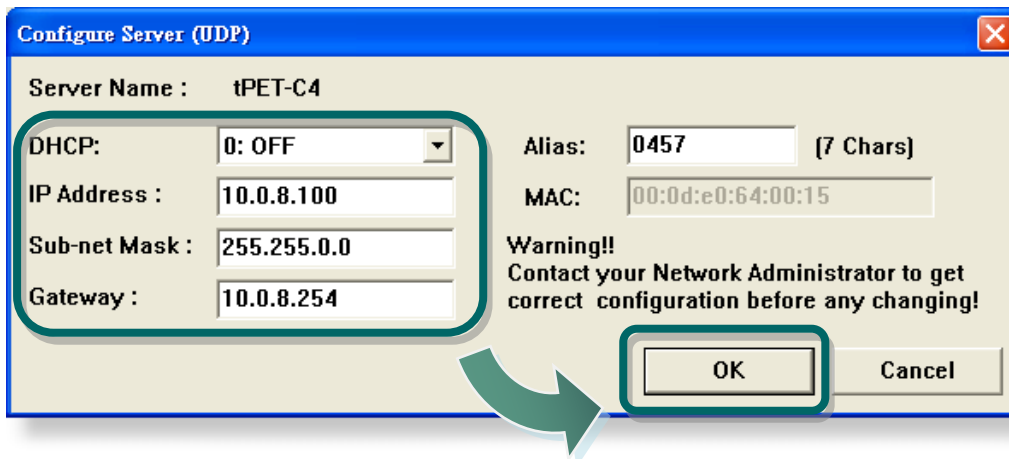 Configure Server (UDP)
Server Name : tPET-C4
DHCP: 0: OFF
IP Address : 10.0.8.100
Sub-net Mask : 255.255.0.0
Gateway : 10.0.8.254
Alias: 0457 (7 Chars)
MAC: 00:0d:e0:64:00:15
Warning!!
Contact your Network Administrator to get
correct configuration before any changing!
OK Cancel